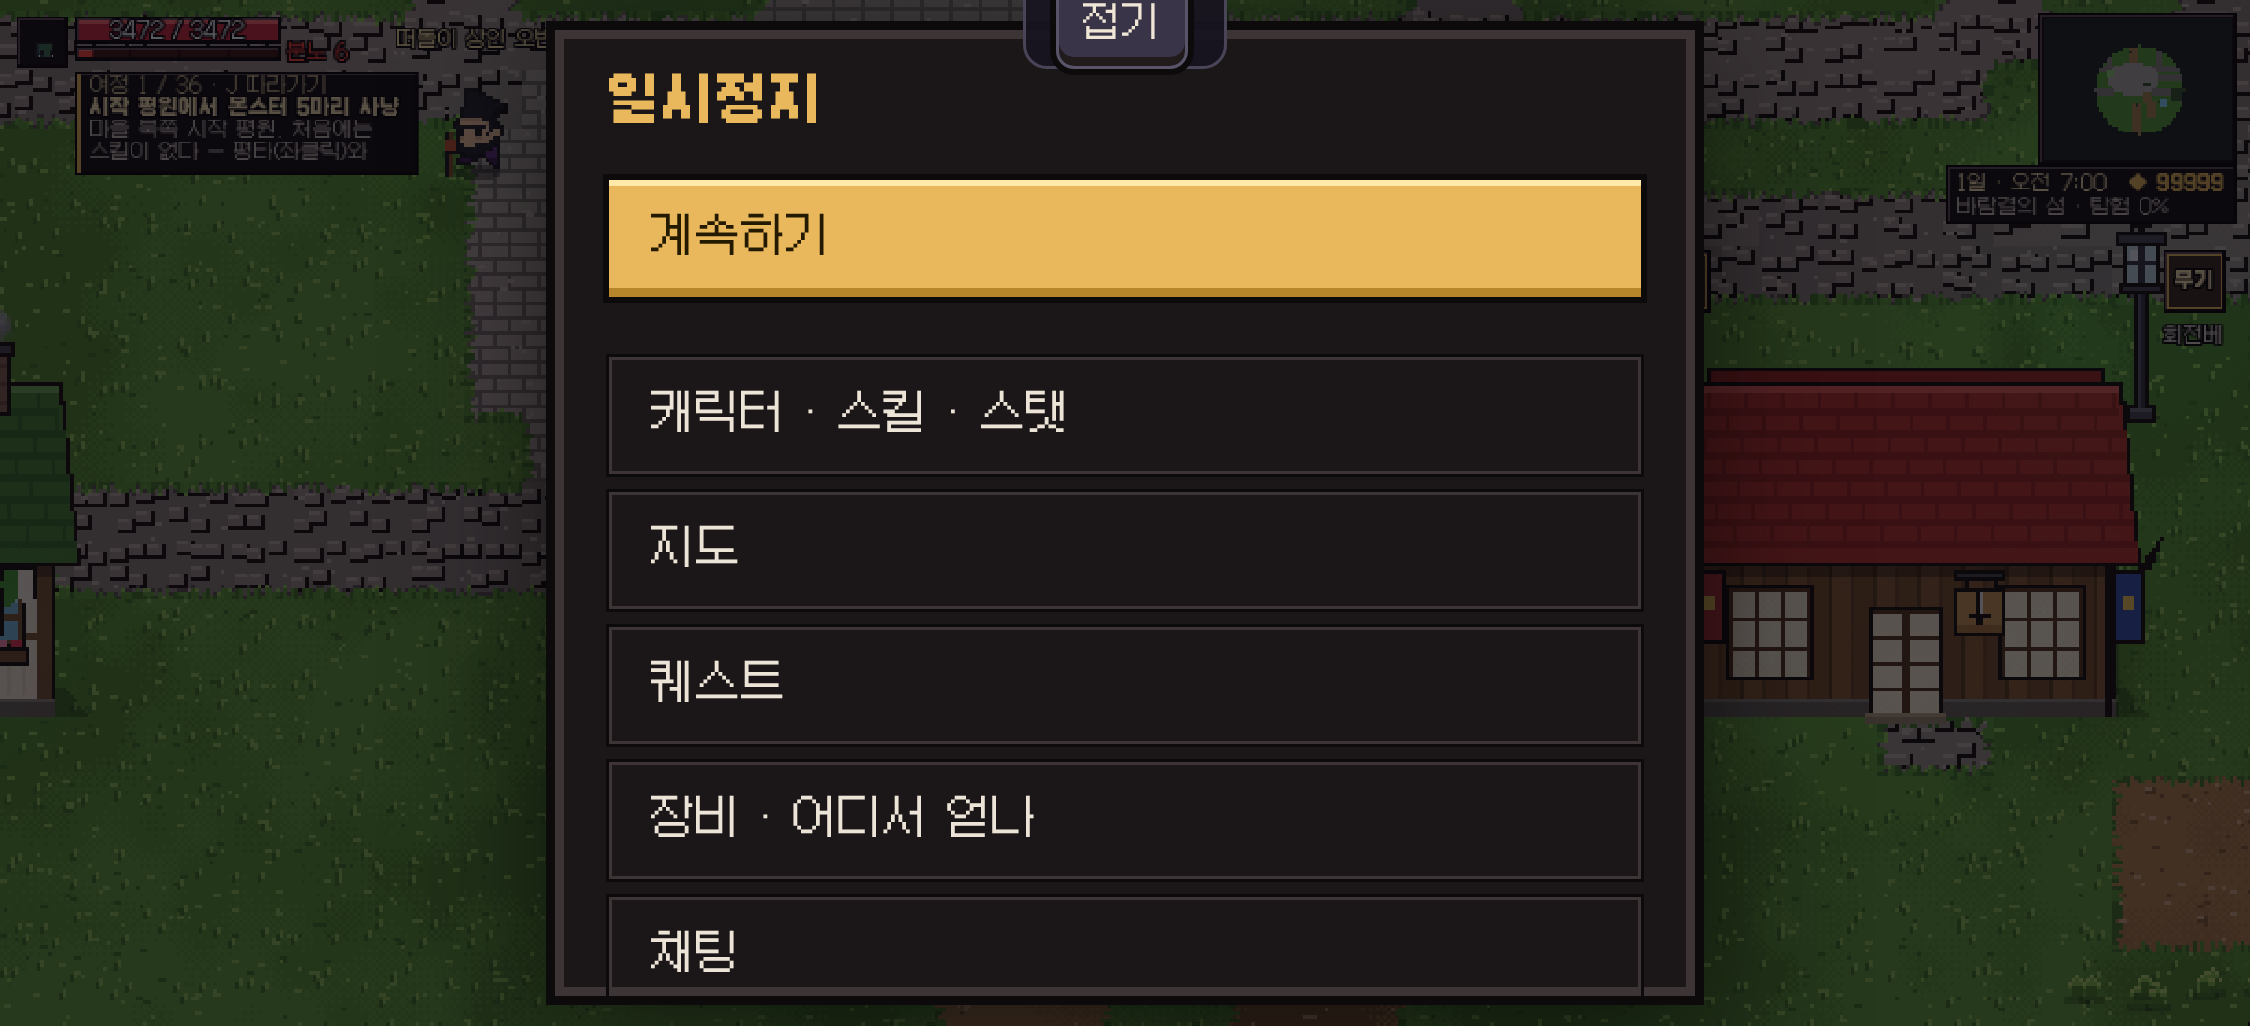 접기
3472 / 3472
분노 6
떠돌이 상인 오
여정 1 / 36 · J 따라가기
시작 평원에서 몬스터 5마리 사냥
마을 북쪽 시작 평원. 처음에는
스킬이 없다 – 평타(좌클릭)와
일시정지
계속하기
캐릭터 · 스킬 · 스탯
지도
퀘스트
장비 · 어디서 얻나
채팅
1일 · 오전 7:00 ◆ 99999
바람결의 섬 · 탐험 0%
무기
회전베